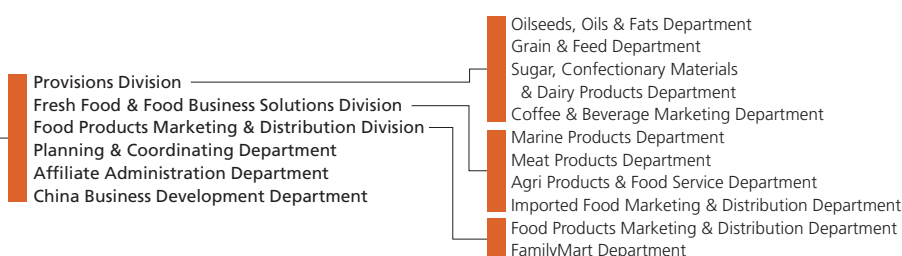 Provisions Division
Fresh Food & Food Business Solutions Division
Food Products Marketing & Distribution Division
Planning & Coordinating Department
Affiliate Administration Department
China Business Development Department
Oilseeds, Oils & Fats Department
Grain & Feed Department
Sugar, Confectionary Materials
& Dairy Products Department
Coffee & Beverage Marketing Department
Marine Products Department
Meat Products Department
Agri Products & Food Service Department
Imported Food Marketing & Distribution Department
Food Products Marketing & Distribution Department
FamilyMart Department